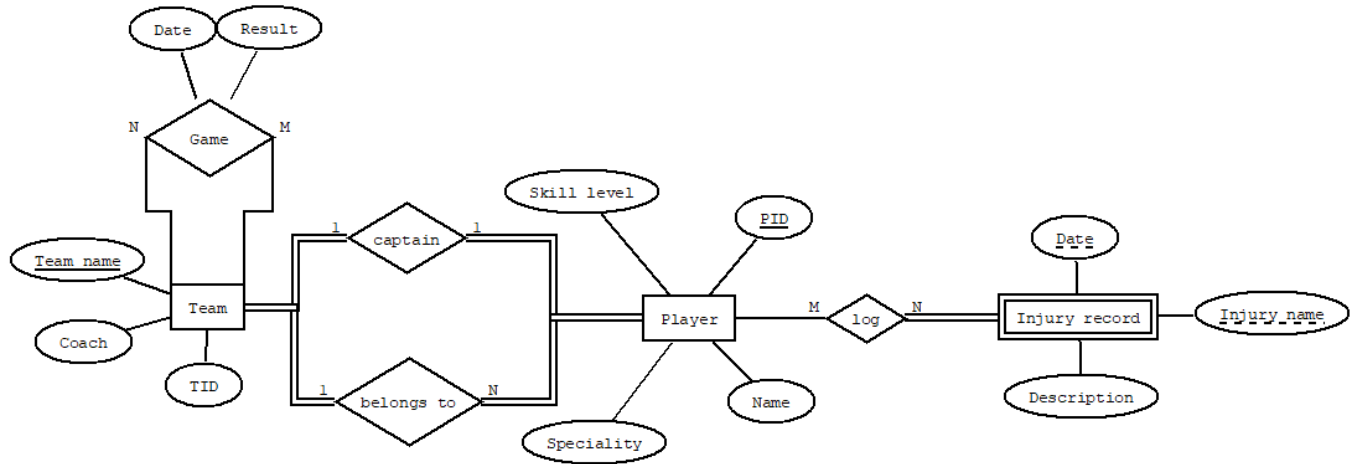 Date
Result
N
Game
M
Skill level
PID
1
captain
1
Date
Team name
Team
Player
M
log
N
Injury record
Injury name
Coach
TID
1
belongs to
N
Name
Description
Speciality